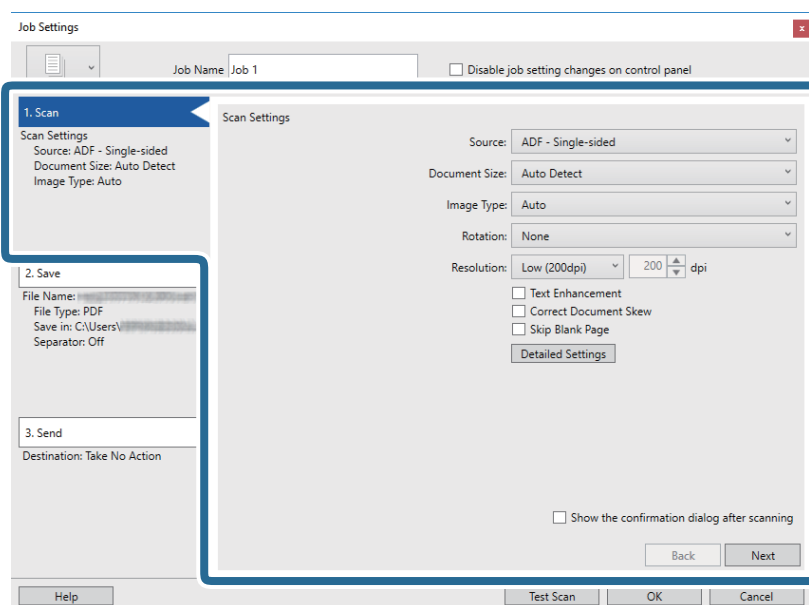 Job Settings
x
Job Name Job 1
Disable job setting changes on control panel
1. Scan
Scan Settings
Source: ADF - Single-sided
Document Size: Auto Detect
Image Type: Auto
2. Save
File Name:
File Type: PDF
Save in: C:\Users\
Separator: Off
3. Send
Destination: Take No Action
Scan Settings
Source: ADF - Single-sided
Document Size: Auto Detect
Image Type: Auto
Rotation: None
Resolution: Low (200dpi) 200 dpi
Text Enhancement
Correct Document Skew
Skip Blank Page
Detailed Settings
Show the confirmation dialog after scanning
Back Next
Help Test Scan OK Cancel